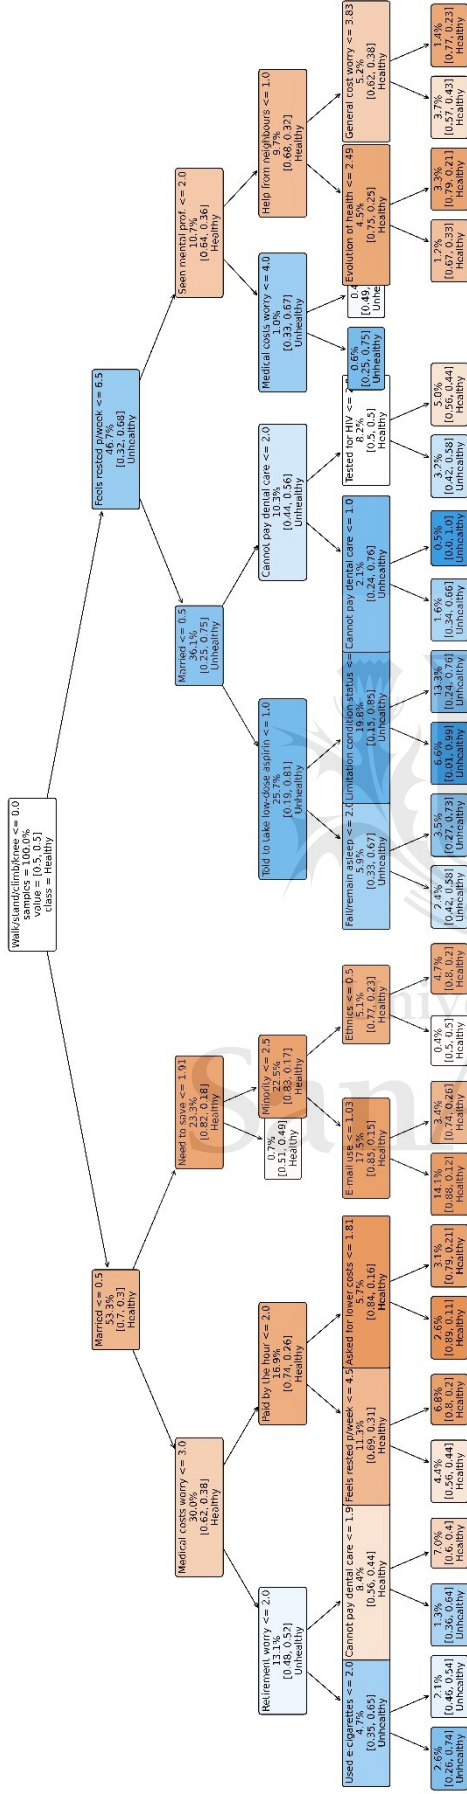 Walk/stand/climb/knee <= 0.0
samples = 100.0%
value = [0.5, 0.5]
class = Healthy
Married <= 0.5
53.3%
[0.7, 0.3]
Healthy
Feels rested p/week <= 6.5
46.7%
[0.32, 0.68]
Unhealthy
Medical costs worry <= 3.0
30.0%
[0.62, 0.38]
Healthy
Need to save <= 1.91
23.3%
[0.82, 0.18]
Healthy
Married <= 0.5
36.1%
[0.25, 0.75]
Unhealthy
Seen mental prof. <= 2.0
10.7%
[0.64, 0.36]
Healthy
Retirement worry <= 2.0
13.1%
[0.48, 0.52]
Unhealthy
Paid by the hour <= 2.0
16.9%
[0.74, 0.26]
Healthy
0.7%
[0.51, 0.49]
Healthy
Minority <= 2.5
22.5%
[0.83, 0.17]
Healthy
Told to take low-dose aspirin <= 1.0
25.7%
[0.19, 0.81]
Unhealthy
Cannot pay dental care <= 2.0
10.3%
[0.44, 0.56]
Unhealthy
Medical costs worry <= 4.0
1.0%
[0.33, 0.67]
Unhealthy
Help from neighbours <= 1.0
9.7%
[0.68, 0.32]
Healthy
Used e-cigarettes <= 2.0
4.7%
[0.35, 0.65]
Unhealthy
Cannot pay dental care <= 1.9
8.4%
[0.56, 0.44]
Healthy
Feels rested p/week <= 4.5
11.3%
[0.69, 0.31]
Healthy
Asked for lower costs <= 1.81
5.7%
[0.84, 0.16]
Healthy
E-mail use <= 1.03
17.5%
[0.85, 0.15]
Healthy
Ethnics <= 0.5
5.1%
[0.77, 0.23]
Healthy
Fall/remain asleep <= 2.0
5.9%
[0.33, 0.67]
Unhealthy
Limitation condition status <=
19.8%
[0.15, 0.85]
Unhealthy
Cannot pay dental care <= 1.0
2.1%
[0.24, 0.76]
Unhealthy
Tested for HIV <=
8.2%
[0.5, 0.5]
Healthy
0.6%
[0.25, 0.75]
Unhealthy
0.4
[0.49,
Unhe
Evolution of health <= 2.49
4.5%
[0.75, 0.25]
Healthy
General cost worry <= 3.83
5.2%
[0.62, 0.38]
Healthy
2.6%
[0.26, 0.74]
Unhealthy
2.1%
[0.46, 0.54]
Unhealthy
1.3%
[0.36, 0.64]
Unhealthy
7.0%
[0.6, 0.4]
Healthy
4.4%
[0.56, 0.44]
Healthy
6.8%
[0.8, 0.2]
Healthy
2.6%
[0.89, 0.11]
Healthy
3.1%
[0.79, 0.21]
Healthy
14.1%
[0.88, 0.12]
Healthy
3.4%
[0.74, 0.26]
Healthy
0.4%
[0.5, 0.5]
Healthy
4.7%
[0.8, 0.2]
Healthy
2.4%
[0.42, 0.58]
Unhealthy
3.5%
[0.27, 0.73]
Unhealthy
6.6%
[0.01, 0.99]
Unhealthy
13.3%
[0.24, 0.76]
Unhealthy
1.6%
[0.34, 0.66]
Unhealthy
0.5%
[0.0, 1.0]
Unhealthy
3.2%
[0.42, 0.58]
Unhealthy
5.0%
[0.56, 0.44]
Healthy
1.2%
[0.67, 0.33]
Healthy
3.3%
[0.79, 0.21]
Healthy
3.7%
[0.57, 0.43]
Healthy
1.4%
[0.77, 0.23]
Healthy